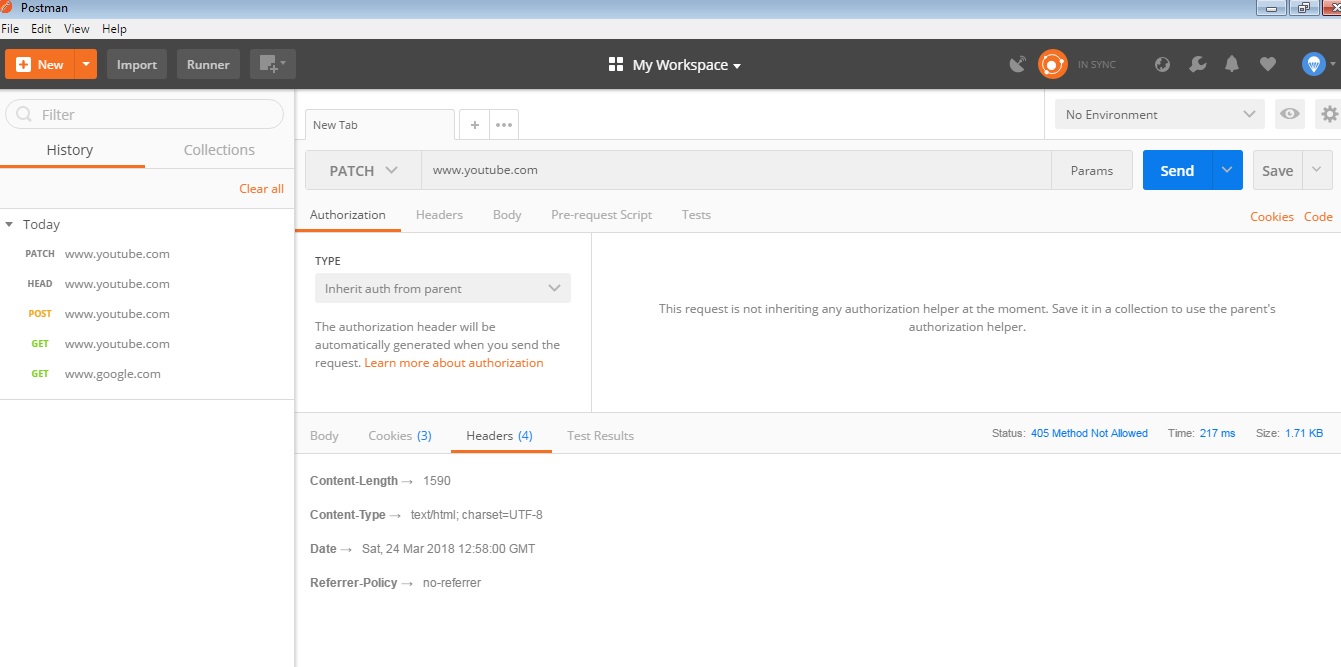 Postman
File Edit View Help
New Import Runner My Workspace IN SYNC
Filter
History Collections
Clear all
Today
PATCH www.youtube.com
HEAD www.youtube.com
POST www.youtube.com
GET www.youtube.com
GET www.google.com
New Tab + ••• No Environment
PATCH www.youtube.com Params Send Save
Authorization Headers Body Pre-request Script Tests Cookies Code
TYPE
Inherit auth from parent
The authorization header will be
automatically generated when you send the
request. Learn more about authorization
This request is not inheriting any authorization helper at the moment. Save it in a collection to use the parent's
authorization helper.
Body Cookies (3) Headers (4) Test Results Status: 405 Method Not Allowed Time: 217 ms Size: 1.71 KB
Content-Length → 1590
Content-Type → text/html; charset=UTF-8
Date → Sat, 24 Mar 2018 12:58:00 GMT
Referrer-Policy → no-referrer